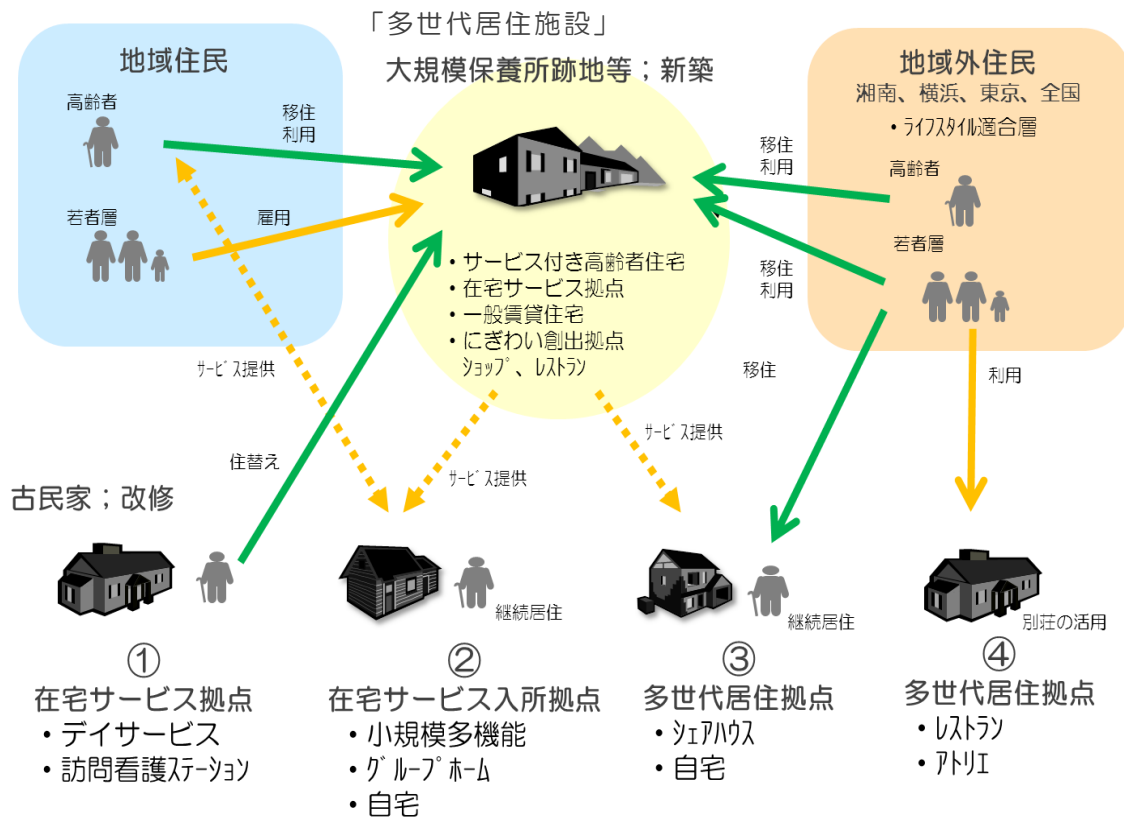 「多世代居住施設」
大規模保養所跡地等；新築
地域住民
高齢者
移住
利用
若者層
雇用
地域外住民
湘南、横浜、東京、全国
・ﾗｲﾌｽﾀｲﾙ適合層
高齢者
移住
利用
若者層
移住
利用
・サービス付き高齢者住宅
・在宅サービス拠点
・一般賃貸住宅
・にぎわい創出拠点
ｼｮｯﾌﾟ、ﾚｽﾄﾗﾝ
ｻｰﾋﾞｽ提供
移住
利用
ｻｰﾋﾞｽ提供
住替え
ｻｰﾋﾞｽ提供
古民家；改修
継続居住
継続居住
別荘の活用
①
在宅サービス拠点
・デイサービス
・訪問看護ｽﾃｰｼｮﾝ
②
在宅サービス入所拠点
・小規模多機能
・ｸﾞﾙｰﾌﾟﾎｰﾑ
・自宅
③
多世代居住拠点
・ｼｪｱﾊｳｽ
・自宅
④
多世代居住拠点
・ﾚｽﾄﾗﾝ
・ｱﾄﾘｴ